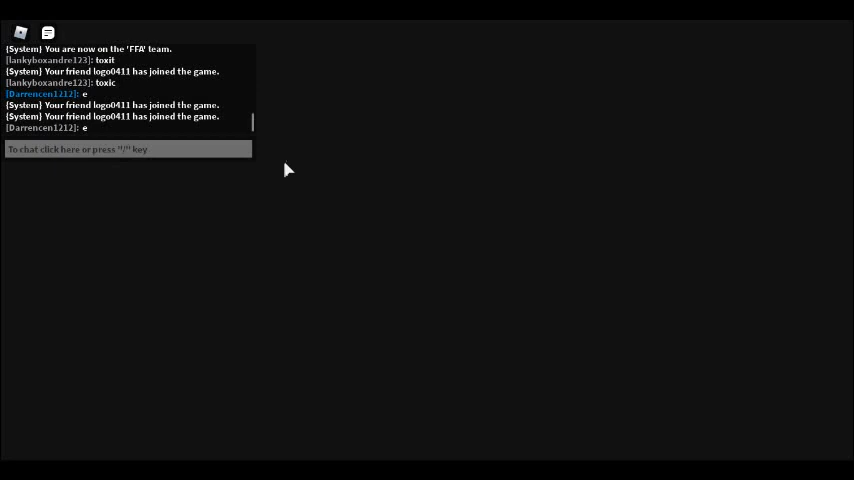 {System} You are now on the 'FFA' team.
[lankyboxandre123]: toxit
{System} Your friend logo0411 has joined the game.
[lankyboxandre123]: toxic
[Darrencen1212]: e
{System} Your friend logo0411 has joined the game.
{System} Your friend logo0411 has joined the game.
[Darrencen1212]: e
To chat click here or press "/" key